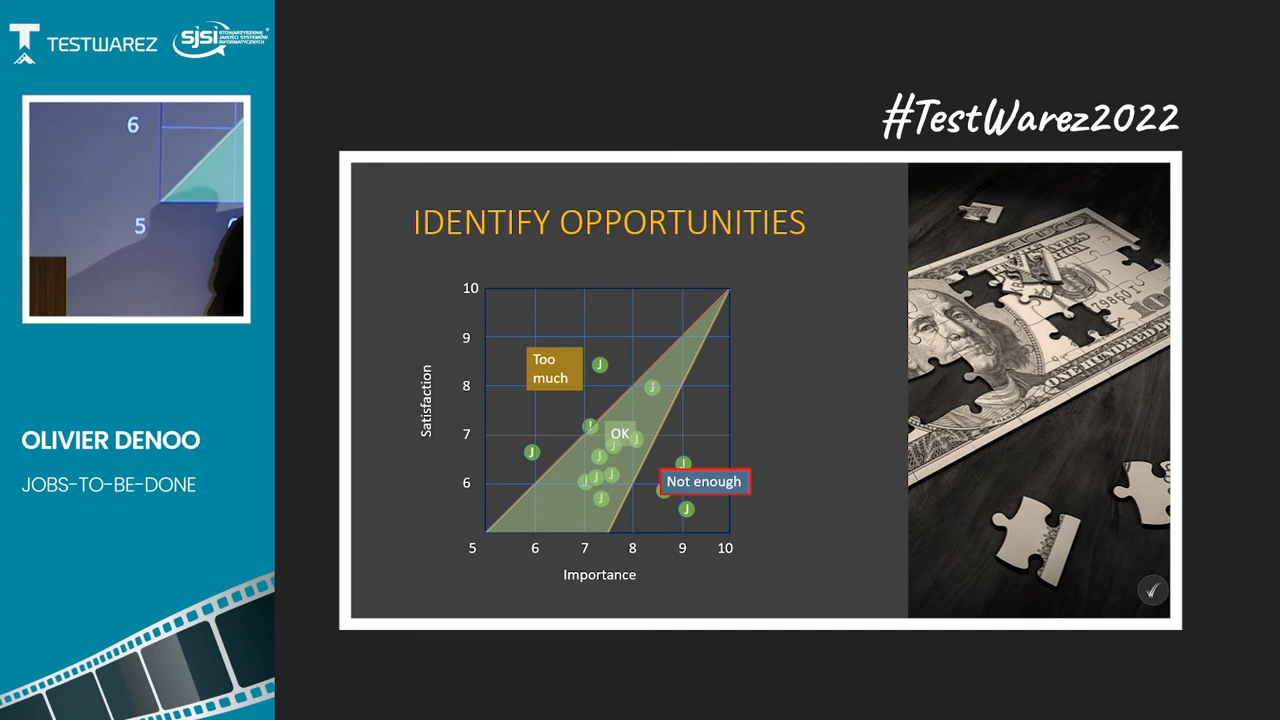 TESTWAREZ
sjsi
STOWARZYSZENIE
JAKOŚCI SYSTEMÓW
INFORMATYCZNYCH
#TestWarez2022
6
5
IDENTIFY OPPORTUNITIES
10
9
8
7
6
5
6
7
8
9
10
Satisfaction
Importance
Too
much
OK
Not enough
J
J
J
J
J
J
J
J
J
J
J
J
J
J
OLIVIER DENOO
JOBS-TO-BE-DONE
79860 I